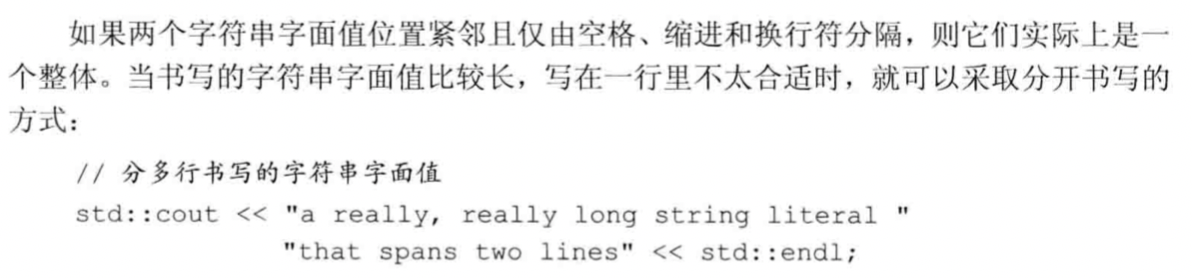 如果两个字符串字面值位置紧邻且仅由空格、缩进和换行符分隔，则它们实际上是一
个整体。当书写的字符串字面值比较长，写在一行里不太合适时，就可以采取分开书写的
方式：
// 分多行书写的字符串字面值
std::cout << "a really, really long string literal "
"that spans two lines" << std::endl;